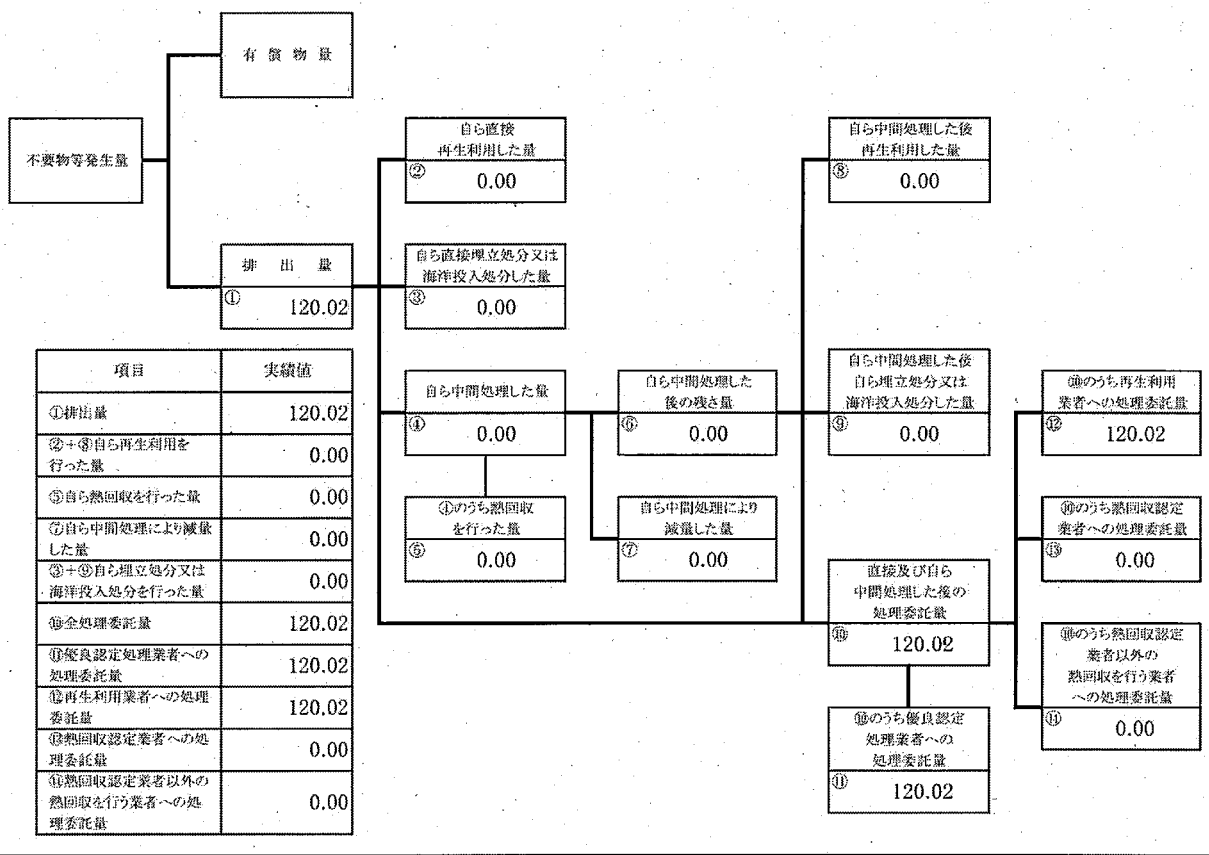 有償物量
不要物等発生量
排出量
①
120.02
自ら直接
再生利用した量
②
0.00
自ら直接埋立処分又は
海洋投入処分した量
③
0.00
自ら中間処理した量
④
0.00
④のうち熱回収
を行った量
⑤
0.00
自ら中間処理した
後の残さ量
⑥
0.00
自ら中間処理により
減量した量
⑦
0.00
自ら中間処理した後
再生利用した量
⑧
0.00
自ら中間処理した後
自ら埋立処分又は
海洋投入処分した量
⑨
0.00
直接及び自ら
中間処理した後の
処理委託量
⑩
120.02
⑩のうち優良認定
処理業者への
処理委託量
⑪
120.02
⑩のうち再生利用
業者への処理委託量
⑫
120.02
⑩のうち熱回収認定
業者への処理委託量
⑬
0.00
⑩のうち熱回収認定
業者以外の
熱回収を行う業者
への処理委託量
⑭
0.00
項目 実績値
①排出量 120.02
②+⑧自ら再生利用を
行った量
0.00
⑤自ら熱回収を行った量 0.00
⑦自ら中間処理により減量
した量
0.00
③+⑨自ら埋立処分又は
海洋投入処分を行った量
0.00
⑩全処理委託量 120.02
⑪優良認定処理業者への
処理委託量
120.02
⑫再生利用業者への処理
委託量
120.02
⑬熱回収認定業者への処
理委託量
0.00
⑭熱回収認定業者以外の
熱回収を行う業者への処
理委託量
0.00